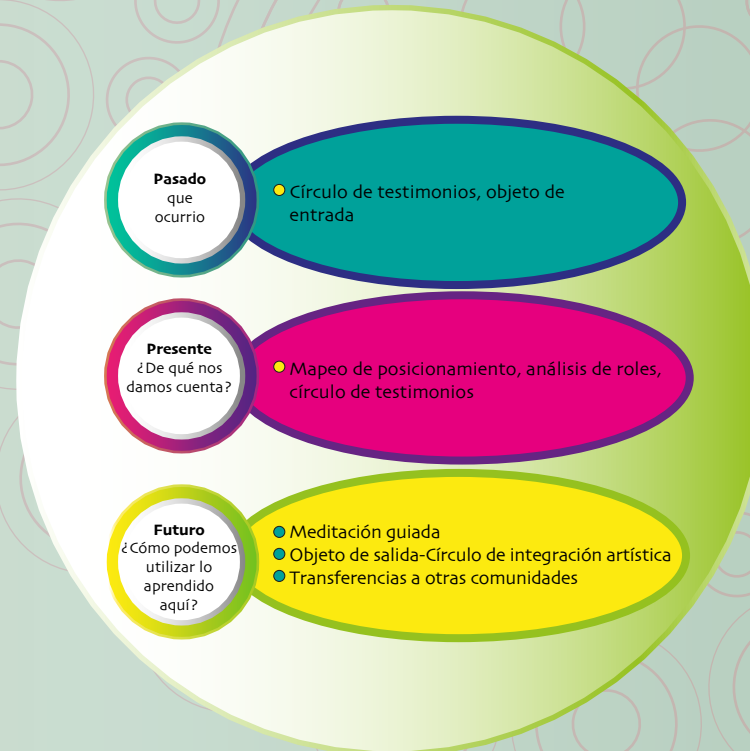 Pasado
que
ocurrio
Círculo de testimonios, objeto de
entrada
Presente
¿De qué nos
damos cuenta?
Mapeo de posicionamiento, análisis de roles,
círculo de testimonios
Futuro
¿Cómo podemos
utilizar lo
aprendido
aquí?
Meditación guiada
Objeto de salida-Círculo de integración artística
Transferencias a otras comunidades